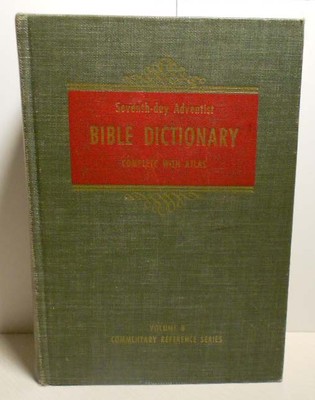 Seventh-day Adventist
BIBLE DICTIONARY
COMPLETE WITH ATLAS
VOLUME 8
COMMENTARY REFERENCE SERIES